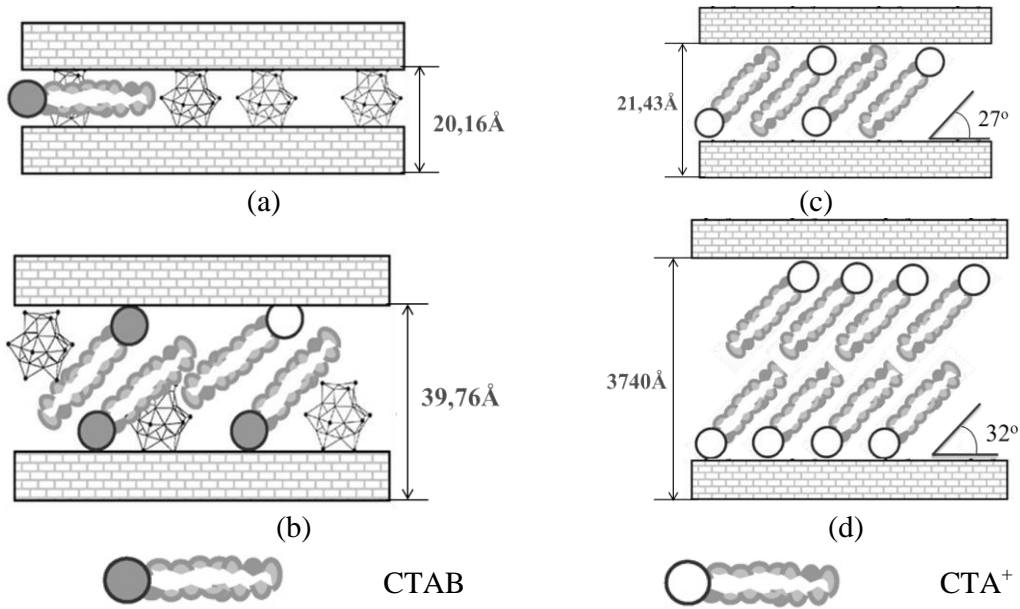 20,16Å
(a)
21,43Å
27°
(c)
39,76Å
(b)
3740Å
32°
(d)
CTAB
CTA⁺